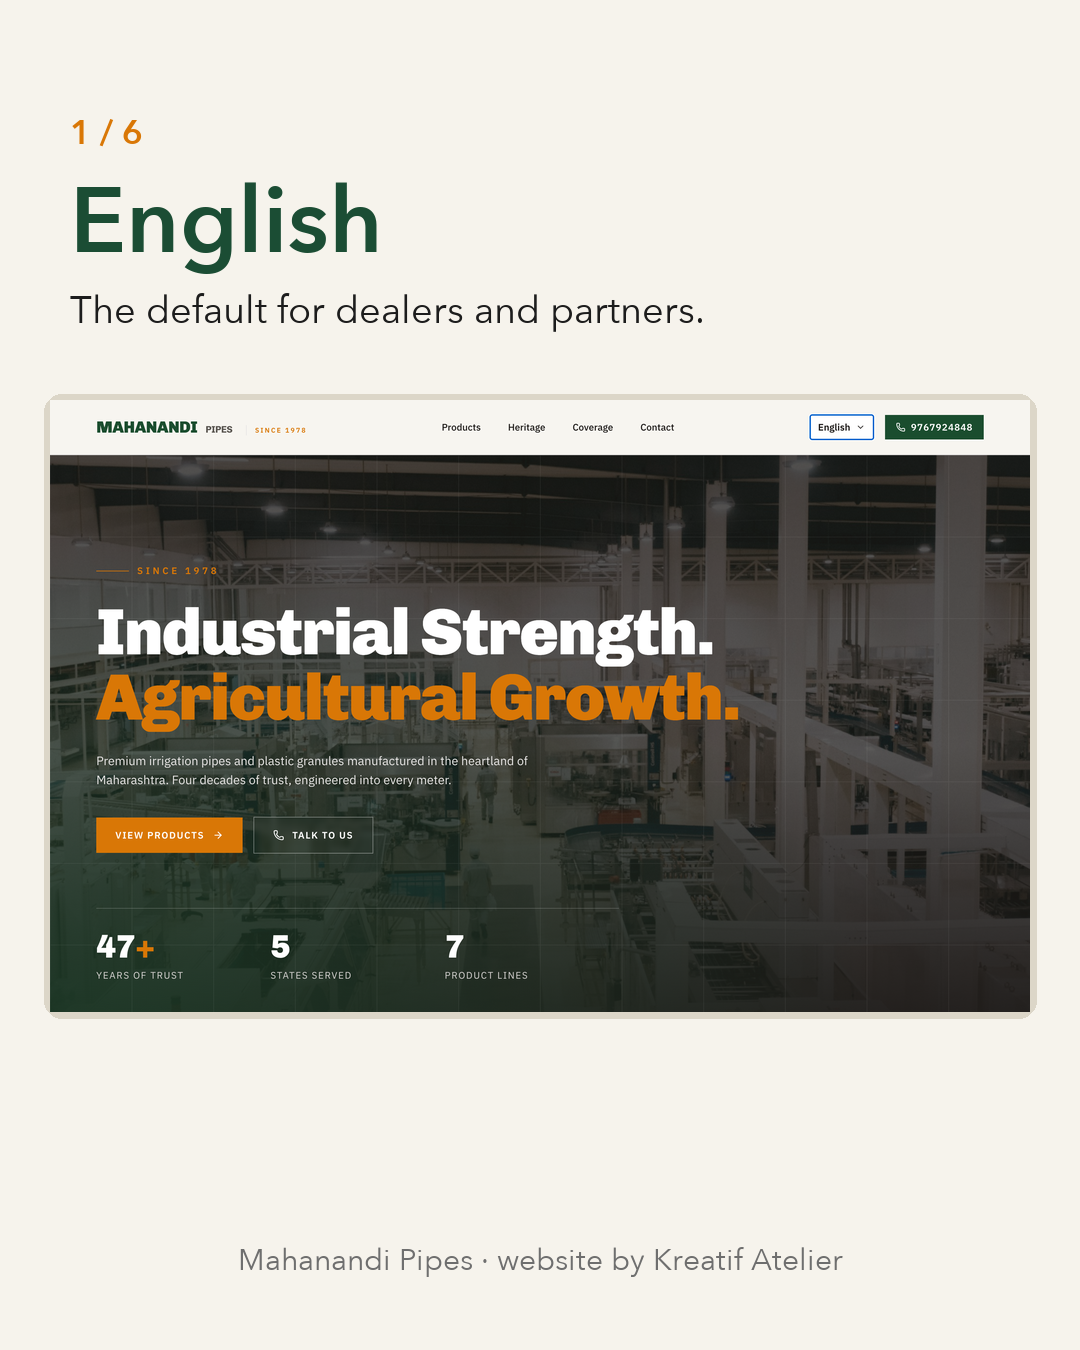 1 / 6
English
The default for dealers and partners.
MAHANANDI PIPES SINCE 1978
Products Heritage Coverage Contact
English
9767924848
SINCE 1978
Industrial Strength.
Agricultural Growth.
Premium irrigation pipes and plastic granules manufactured in the heartland of
Maharashtra. Four decades of trust, engineered into every meter.
VIEW PRODUCTS →
TALK TO US
47+ 5 7
YEARS OF TRUST STATES SERVED PRODUCT LINES
Mahanandi Pipes · website by Kreatif Atelier